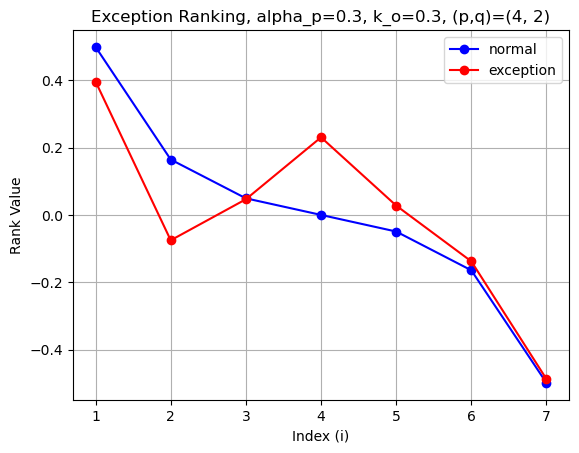 Exception Ranking, alpha_p=0.3, k_o=0.3, (p,q)=(4, 2)
normal
exception
Rank Value
0.4
0.2
0.0
−0.2
−0.4
1 2 3 4 5 6 7
Index (i)